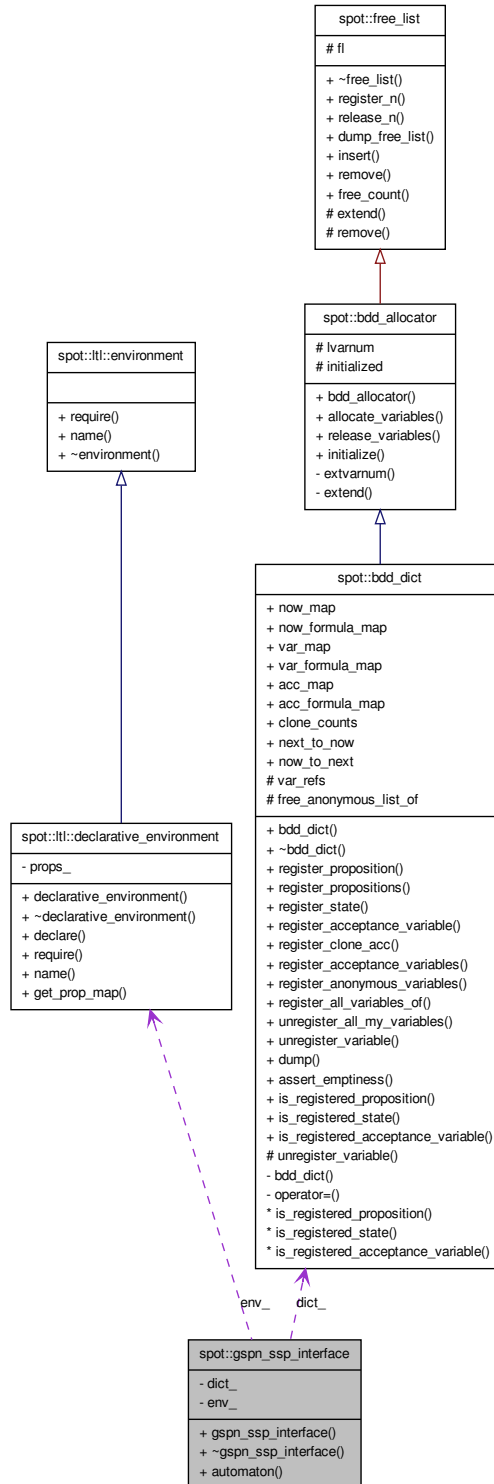 spot::free_list
# fl
+ ~free_list()
+ register_n()
+ release_n()
+ dump_free_list()
+ insert()
+ remove()
+ free_count()
# extend()
# remove()
spot::bdd_allocator
# lvarnum
# initialized
+ bdd_allocator()
+ allocate_variables()
+ release_variables()
+ initialize()
- extvarnum()
- extend()
spot::ltl::environment
+ require()
+ name()
+ ~environment()
spot::bdd_dict
+ now_map
+ now_formula_map
+ var_map
+ var_formula_map
+ acc_map
+ acc_formula_map
+ clone_counts
+ next_to_now
+ now_to_next
# var_refs
# free_anonymous_list_of
+ bdd_dict()
+ ~bdd_dict()
+ register_proposition()
+ register_propositions()
+ register_state()
+ register_acceptance_variable()
+ register_clone_acc()
+ register_acceptance_variables()
+ register_anonymous_variables()
+ register_all_variables_of()
+ unregister_all_my_variables()
+ unregister_variable()
+ dump()
+ assert_emptiness()
+ is_registered_proposition()
+ is_registered_state()
+ is_registered_acceptance_variable()
# unregister_variable()
- bdd_dict()
- operator=()
* is_registered_proposition()
* is_registered_state()
* is_registered_acceptance_variable()
spot::ltl::declarative_environment
- props_
+ declarative_environment()
+ ~declarative_environment()
+ declare()
+ require()
+ name()
+ get_prop_map()
env_
dict_
spot::gspn_ssp_interface
- dict_
- env_
+ gspn_ssp_interface()
+ ~gspn_ssp_interface()
+ automaton()